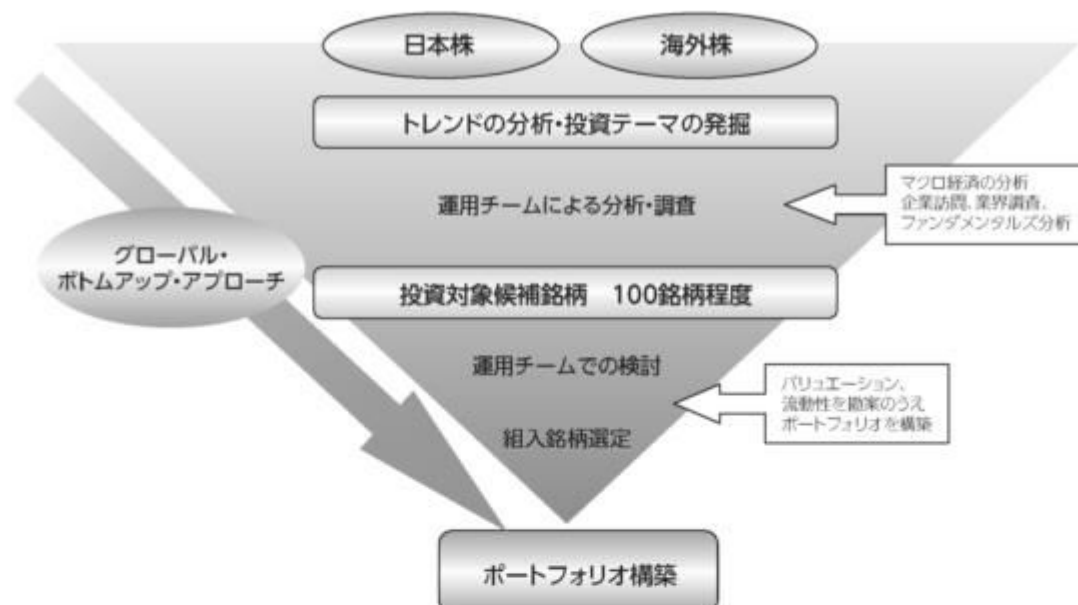 日本株
海外株
トレンドの分析・投資テーマの発掘
運用チームによる分析・調査
マクロ経済の分析
企業訪問、業界調査、
ファンダメンタルズ分析
グローバル・
ボトムアップ・アプローチ
投資対象候補銘柄　100銘柄程度
運用チームでの検討
バリュエーション、
流動性を勘案のうえ
ポートフォリオを構築
組入銘柄選定
ポートフォリオ構築